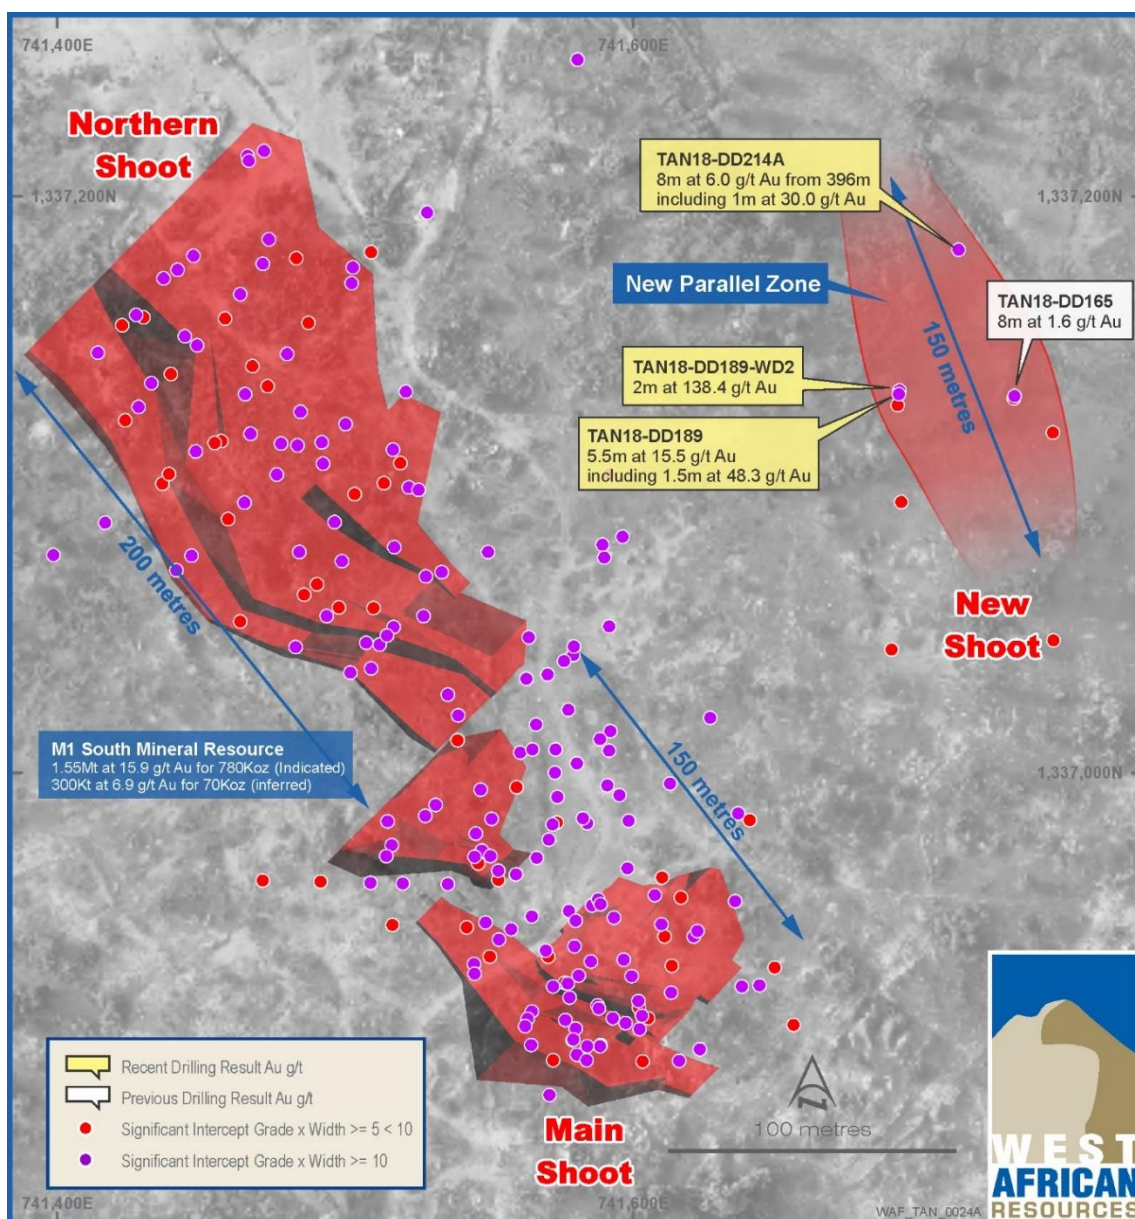 741,400E
741,600E
Northern
Shoot
1,337,200N
1,337,200N
TAN18-DD214A
8m at 6.0 g/t Au from 396m
including 1m at 30.0 g/t Au
New Parallel Zone
TAN18-DD165
8m at 1.6 g/t Au
150 metres
TAN18-DD189-WD2
2m at 138.4 g/t Au
TAN18-DD189
5.5m at 15.5 g/t Au
including 1.5m at 48.3 g/t Au
200 metres
New
Shoot
M1 South Mineral Resource
1.55Mt at 15.9 g/t Au for 780Koz (Indicated)
300Kt at 6.9 g/t Au for 70Koz (inferred)
150 metres
1,337,000N
Recent Drilling Result Au g/t
Previous Drilling Result Au g/t
Significant Intercept Grade x Width >= 5 < 10
Significant Intercept Grade x Width >= 10
Main
Shoot
N
100 metres
WEST
AFRICAN
RESOURCES
741,400E
741,600E
WAF_TAN_0024A